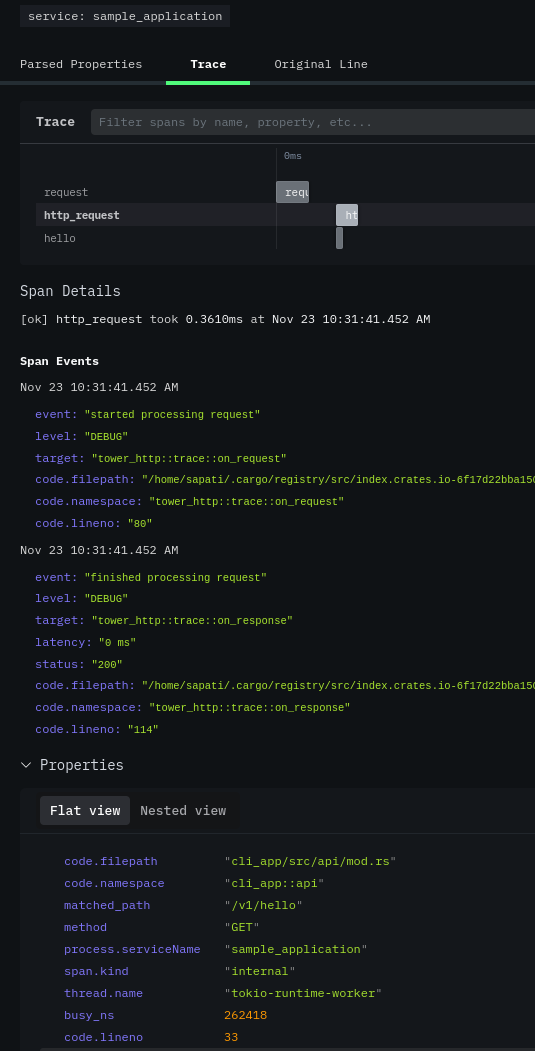 service: sample_application
Parsed Properties Trace Original Line
Trace Filter spans by name, property, etc...
0ms
request requ
http_request ht
hello
Span Details
[ok] http_request took 0.3610ms at Nov 23 10:31:41.452 AM
Span Events
Nov 23 10:31:41.452 AM
event: "started processing request"
level: "DEBUG"
target: "tower_http::trace::on_request"
code.filepath: "/home/sapati/.cargo/registry/src/index.crates.io-6f17d22bba150
code.namespace: "tower_http::trace::on_request"
code.lineno: "80"
Nov 23 10:31:41.452 AM
event: "finished processing request"
level: "DEBUG"
target: "tower_http::trace::on_response"
latency: "0 ms"
status: "200"
code.filepath: "/home/sapati/.cargo/registry/src/index.crates.io-6f17d22bba150
code.namespace: "tower_http::trace::on_response"
code.lineno: "114"
Properties
Flat view Nested view
code.filepath "cli_app/src/api/mod.rs"
code.namespace "cli_app::api"
matched_path "/v1/hello"
method "GET"
process.serviceName "sample_application"
span.kind "internal"
thread.name "tokio-runtime-worker"
busy_ns 262418
code.lineno 33